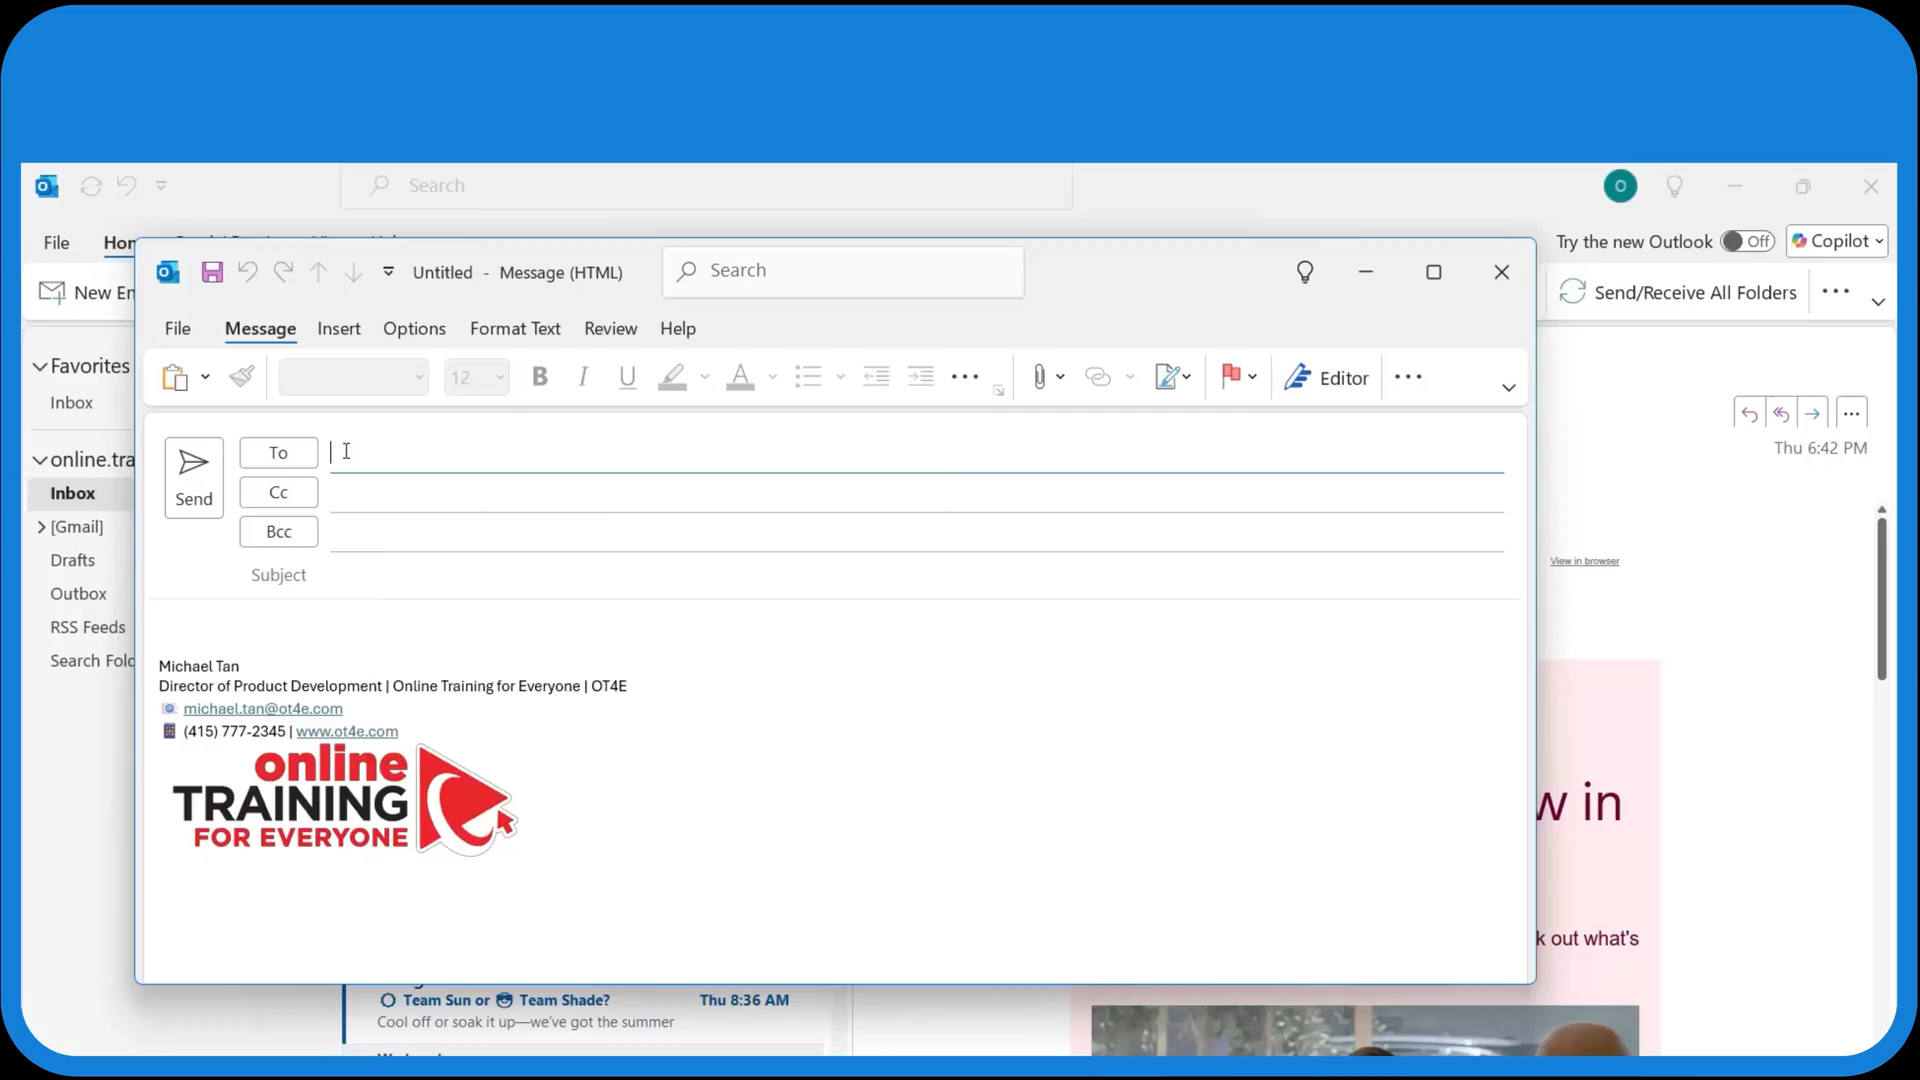 Search
File
Hon
Try the new Outlook
Off
Copilot
New En
Send/Receive All Folders
Untitled - Message (HTML)
Search
File
Message
Insert
Options
Format Text
Review
Help
12
B
I
U
A
Editor
Favorites
Inbox
online.tra
Inbox
[Gmail]
Drafts
Outbox
RSS Feeds
Search Fold
Send
To
Cc
Bcc
Subject
Thu 6:42 PM
View in browser
Michael Tan
Director of Product Development | Online Training for Everyone | OT4E
michael.tan@ot4e.com
(415) 777-2345 | www.ot4e.com
online
TRAINING
FOR EVERYONE
w in
k out what's
Team Sun or Team Shade?
Thu 8:36 AM
Cool off or soak it up—we've got the summer